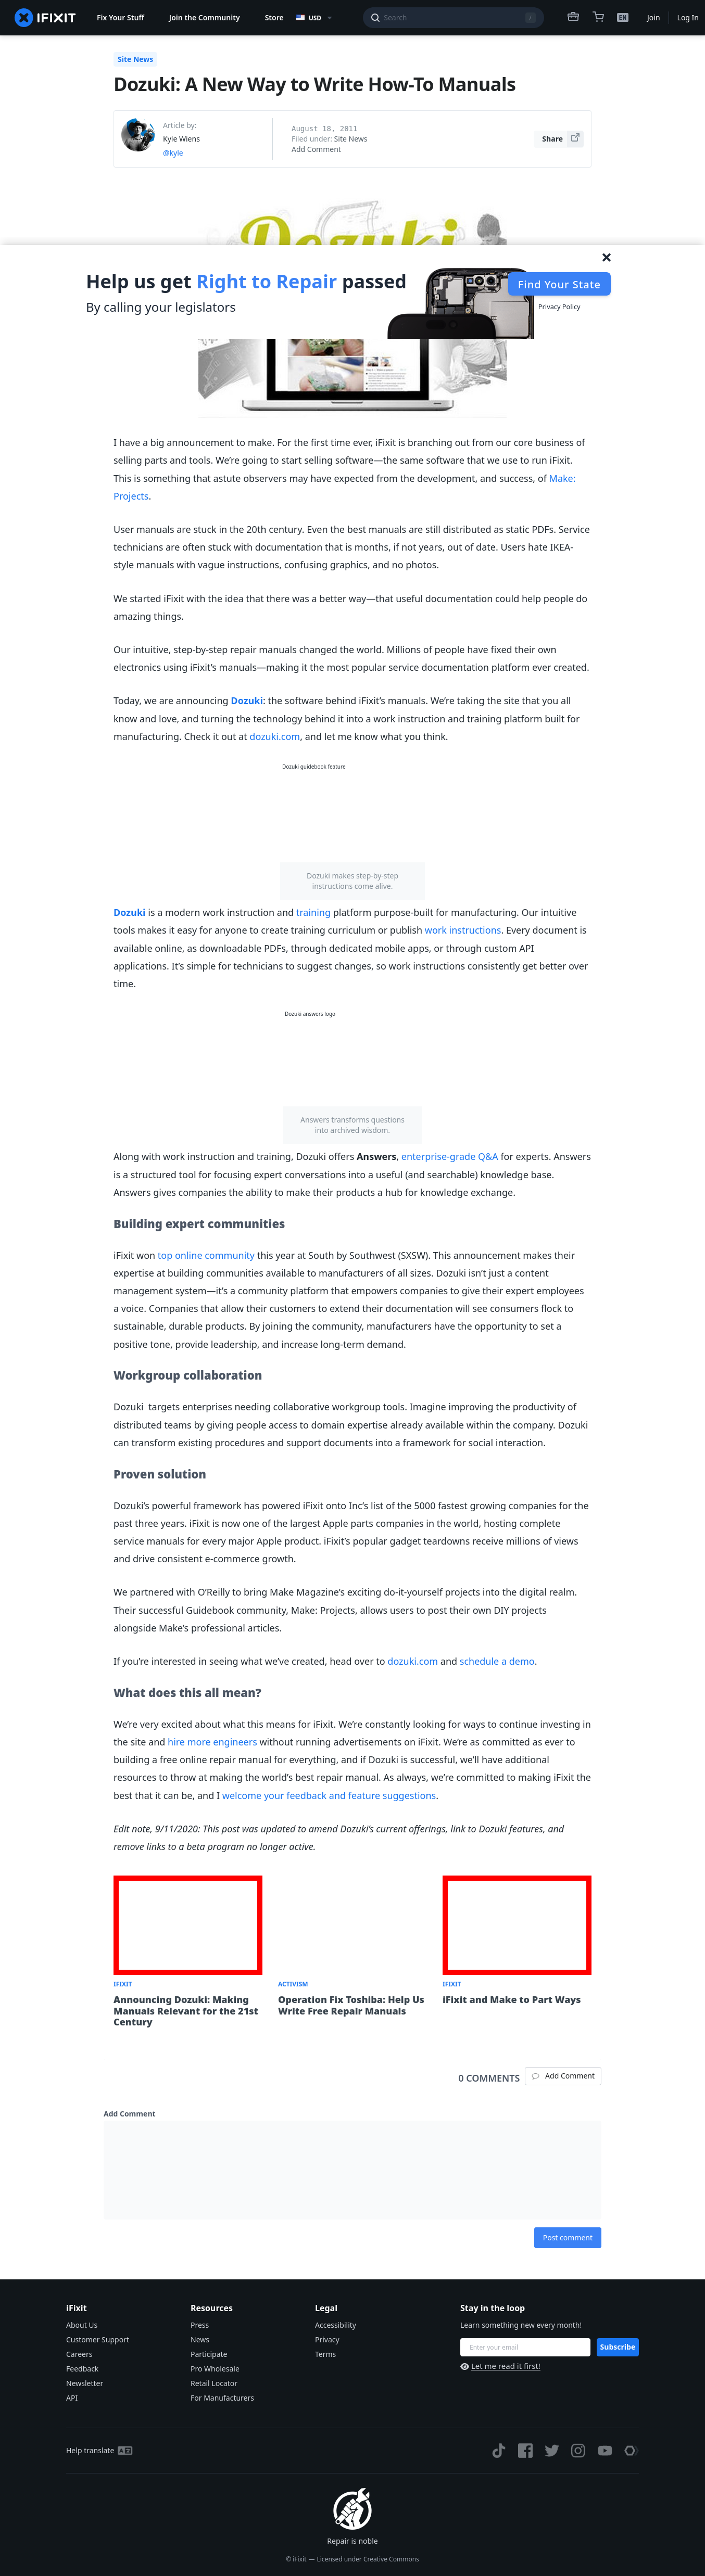 IFIXIT
Fix Your Stuff
Join the Community
Store
USD
Search
/
EN
Join
Log In
Site News
Dozuki: A New Way to Write How-To Manuals
Article by:
Kyle Wiens
@kyle
August 18, 2011
Filed under: Site News
Add Comment
Share
Dozuki
Help us get Right to Repair passed
By calling your legislators
Find Your State
Privacy Policy
I have a big announcement to make. For the first time ever, iFixit is branching out from our core business of
selling parts and tools. We’re going to start selling software—the same software that we use to run iFixit.
This is something that astute observers may have expected from the development, and success, of Make:
Projects.
User manuals are stuck in the 20th century. Even the best manuals are still distributed as static PDFs. Service
technicians are often stuck with documentation that is months, if not years, out of date. Users hate IKEA-
style manuals with vague instructions, confusing graphics, and no photos.
We started iFixit with the idea that there was a better way—that useful documentation could help people do
amazing things.
Our intuitive, step-by-step repair manuals changed the world. Millions of people have fixed their own
electronics using iFixit’s manuals—making it the most popular service documentation platform ever created.
Today, we are announcing Dozuki: the software behind iFixit’s manuals. We’re taking the site that you all
know and love, and turning the technology behind it into a work instruction and training platform built for
manufacturing. Check it out at dozuki.com, and let me know what you think.
Dozuki guidebook feature
Dozuki makes step-by-step
instructions come alive.
Dozuki is a modern work instruction and training platform purpose-built for manufacturing. Our intuitive
tools makes it easy for anyone to create training curriculum or publish work instructions. Every document is
available online, as downloadable PDFs, through dedicated mobile apps, or through custom API
applications. It’s simple for technicians to suggest changes, so work instructions consistently get better over
time.
Dozuki answers logo
Answers transforms questions
into archived wisdom.
Along with work instruction and training, Dozuki offers Answers, enterprise-grade Q&A for experts. Answers
is a structured tool for focusing expert conversations into a useful (and searchable) knowledge base.
Answers gives companies the ability to make their products a hub for knowledge exchange.
Building expert communities
iFixit won top online community this year at South by Southwest (SXSW). This announcement makes their
expertise at building communities available to manufacturers of all sizes. Dozuki isn’t just a content
management system—it’s a community platform that empowers companies to give their expert employees
a voice. Companies that allow their customers to extend their documentation will see consumers flock to
sustainable, durable products. By joining the community, manufacturers have the opportunity to set a
positive tone, provide leadership, and increase long-term demand.
Workgroup collaboration
Dozuki targets enterprises needing collaborative workgroup tools. Imagine improving the productivity of
distributed teams by giving people access to domain expertise already available within the company. Dozuki
can transform existing procedures and support documents into a framework for social interaction.
Proven solution
Dozuki’s powerful framework has powered iFixit onto Inc’s list of the 5000 fastest growing companies for the
past three years. iFixit is now one of the largest Apple parts companies in the world, hosting complete
service manuals for every major Apple product. iFixit’s popular gadget teardowns receive millions of views
and drive consistent e-commerce growth.
We partnered with O’Reilly to bring Make Magazine’s exciting do-it-yourself projects into the digital realm.
Their successful Guidebook community, Make: Projects, allows users to post their own DIY projects
alongside Make’s professional articles.
If you’re interested in seeing what we’ve created, head over to dozuki.com and schedule a demo.
What does this all mean?
We’re very excited about what this means for iFixit. We’re constantly looking for ways to continue investing in
the site and hire more engineers without running advertisements on iFixit. We’re as committed as ever to
building a free online repair manual for everything, and if Dozuki is successful, we’ll have additional
resources to throw at making the world’s best repair manual. As always, we’re committed to making iFixit the
best that it can be, and I welcome your feedback and feature suggestions.
Edit note, 9/11/2020: This post was updated to amend Dozuki’s current offerings, link to Dozuki features, and
remove links to a beta program no longer active.
IFIXIT
Announcing Dozuki: Making
Manuals Relevant for the 21st
Century
ACTIVISM
Operation Fix Toshiba: Help Us
Write Free Repair Manuals
IFIXIT
iFixit and Make to Part Ways
0 COMMENTS
Add Comment
Add Comment
Post comment
iFixit
About Us
Customer Support
Careers
Feedback
Newsletter
API
Resources
Press
News
Participate
Pro Wholesale
Retail Locator
For Manufacturers
Legal
Accessibility
Privacy
Terms
Stay in the loop
Learn something new every month!
Enter your email
Subscribe
Let me read it first!
Help translate
Repair is noble
© iFixit — Licensed under Creative Commons